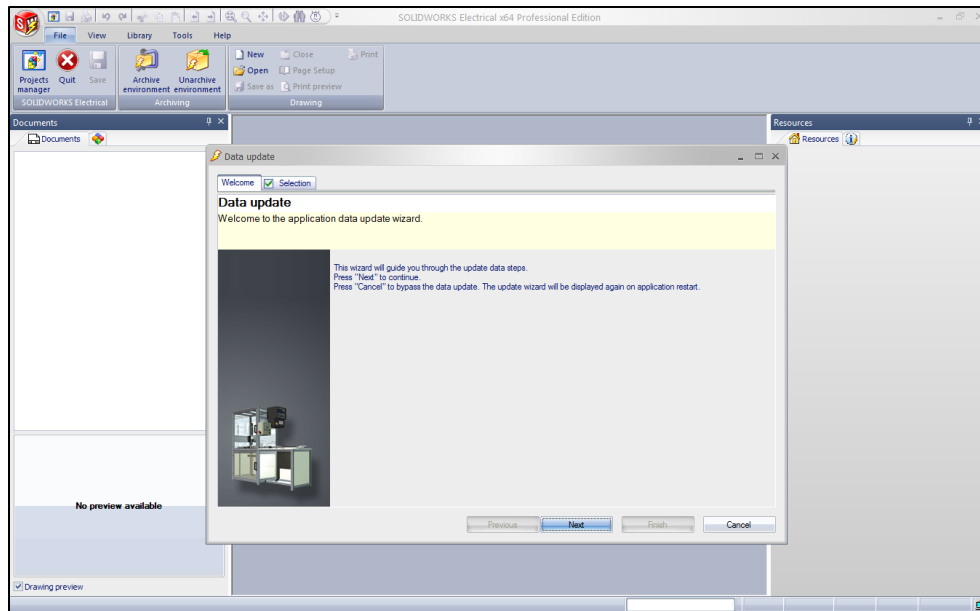 SOLIDWORKS Electrical x64 Professional Edition
File View Library Tools Help
Projects manager
Quit
Save
Archive environment
Unarchive environment
New
Close
Print
Open
Page Setup
Save as
Print preview
SOLIDWORKS Electrical
Archiving
Drawing
Documents
Resources
Documents
Resources
Data update
Welcome
Selection
Data update
Welcome to the application data update wizard.
This wizard will guide you through the update data steps.
Press "Next" to continue.
Press "Cancel" to bypass the data update. The update wizard will be displayed again on application restart.
No preview available
Previous
Next
Finish
Cancel
Drawing preview